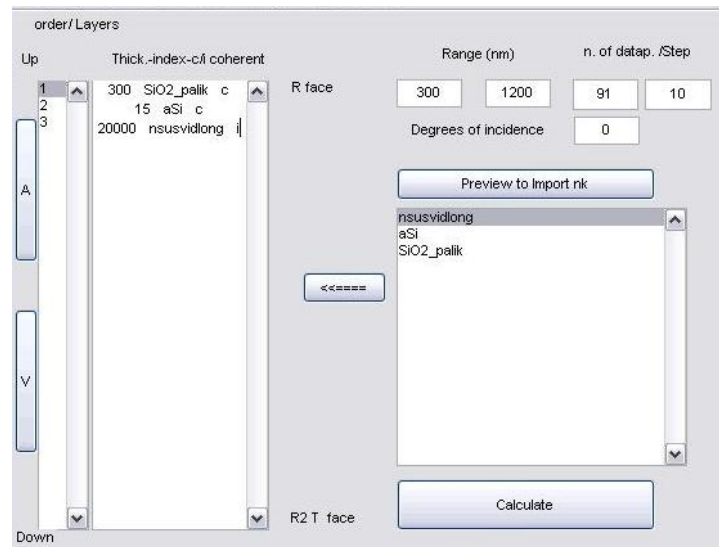 order/ Layers
Up
Thick.-index-c/i coherent
1
2
3
300 SiO2_palik c
15 aSi c
20000 nsusvidlong i
A
V
Down
R face
<<====
R2 T face
Range (nm)
n. of datap. /Step
300
1200
91
10
Degrees of incidence
0
Preview to Import nk
nsusvidlong
aSi
SiO2_palik
Calculate